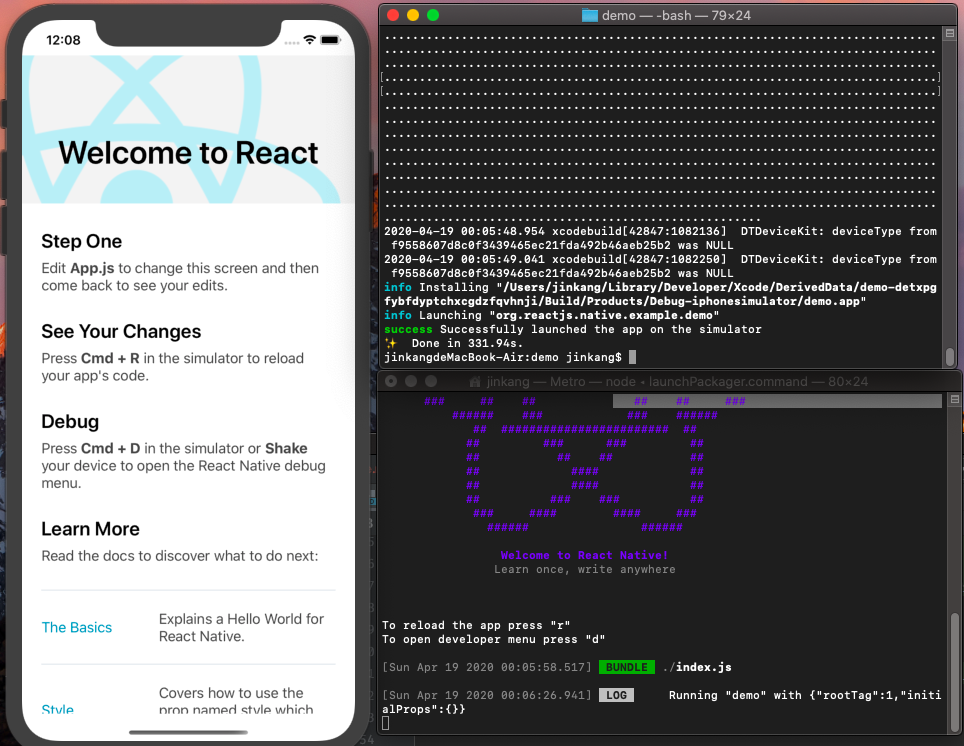 12:08
Welcome to React
Step One
Edit App.js to change this screen and then
come back to see your edits.
See Your Changes
Press Cmd + R in the simulator to reload
your app's code.
Debug
Press Cmd + D in the simulator or Shake
your device to open the React Native debug
menu.
Learn More
Read the docs to discover what to do next:
The Basics
Explains a Hello World for
React Native.
Style
Covers how to use the
prop named style which
demo — -bash — 79×24
2020-04-19 00:05:48.954 xcodebuild[42847:1082136]  DTDeviceKit: deviceType from
f9558607d8c0f3439465ec21fda492b46aeb25b2 was NULL
2020-04-19 00:05:49.041 xcodebuild[42847:1082250]  DTDeviceKit: deviceType from
f9558607d8c0f3439465ec21fda492b46aeb25b2 was NULL
info Installing "/Users/jinkang/Library/Developer/Xcode/DerivedData/demo-detxpg
fybfdyptchxcgdzfqvhnji/Build/Products/Debug-iphonesimulator/demo.app"
info Launching "org.reactjs.native.example.demo"
success Successfully launched the app on the simulator
✨  Done in 331.94s.
jinkangdeMacBook-Air:demo jinkang$
jinkang — Metro — node • launchPackager.command — 80×24
Welcome to React Native!
Learn once, write anywhere
To reload the app press "r"
To open developer menu press "d"
[Sun Apr 19 2020 00:05:58.517] BUNDLE ./index.js
[Sun Apr 19 2020 00:06:26.941] LOG Running "demo" with {"rootTag":1,"initi
alProps":{}}